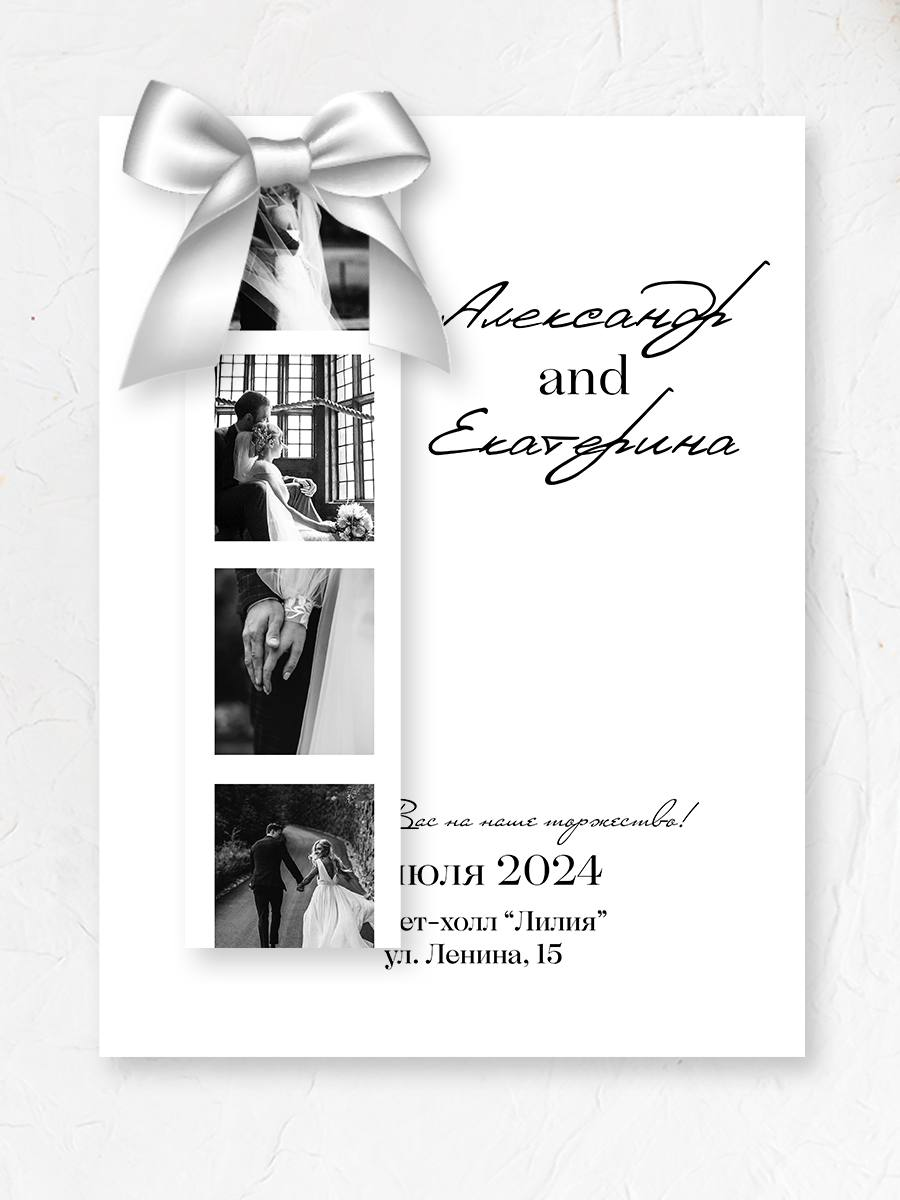 Александр
and
Екатерина
Вас на наше торжество!
июля 2024
ет-холл “Лилия”
ул. Ленина, 15